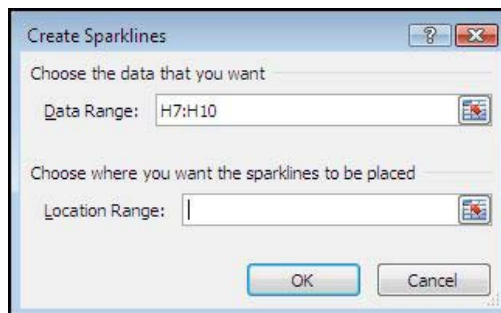 Create Sparklines
?
Choose the data that you want
Data Range: H7:H10
Choose where you want the sparklines to be placed
Location Range:
OK Cancel